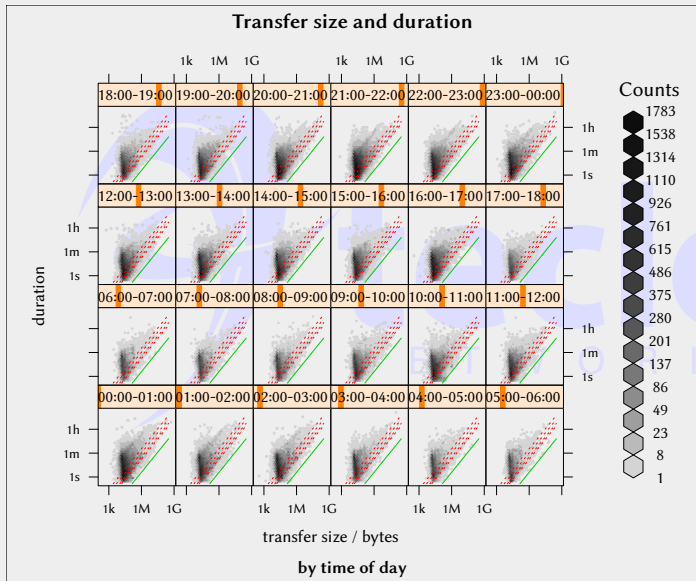 Transfer size and duration
1k 1M 1G 1k 1M 1G
18:00-19:00 19:00-20:00 20:00-21:00 21:00-22:00 22:00-23:00 23:00-00:00
1h
1m
1s
12:00-13:00 13:00-14:00 14:00-15:00 15:00-16:00 16:00-17:00 17:00-18:00
1h
1m
1s
06:00-07:00 07:00-08:00 08:00-09:00 09:00-10:00 10:00-11:00 11:00-12:00
1h
1m
1s
00:00-01:00 01:00-02:00 02:00-03:00 03:00-04:00 04:00-05:00 05:00-06:00
1h
1m
1s
1k 1M 1G 1k 1M 1G
duration
transfer size / bytes
by time of day
Counts
1783
1538
1314
1110
926
761
615
486
375
280
201
137
86
49
23
8
1